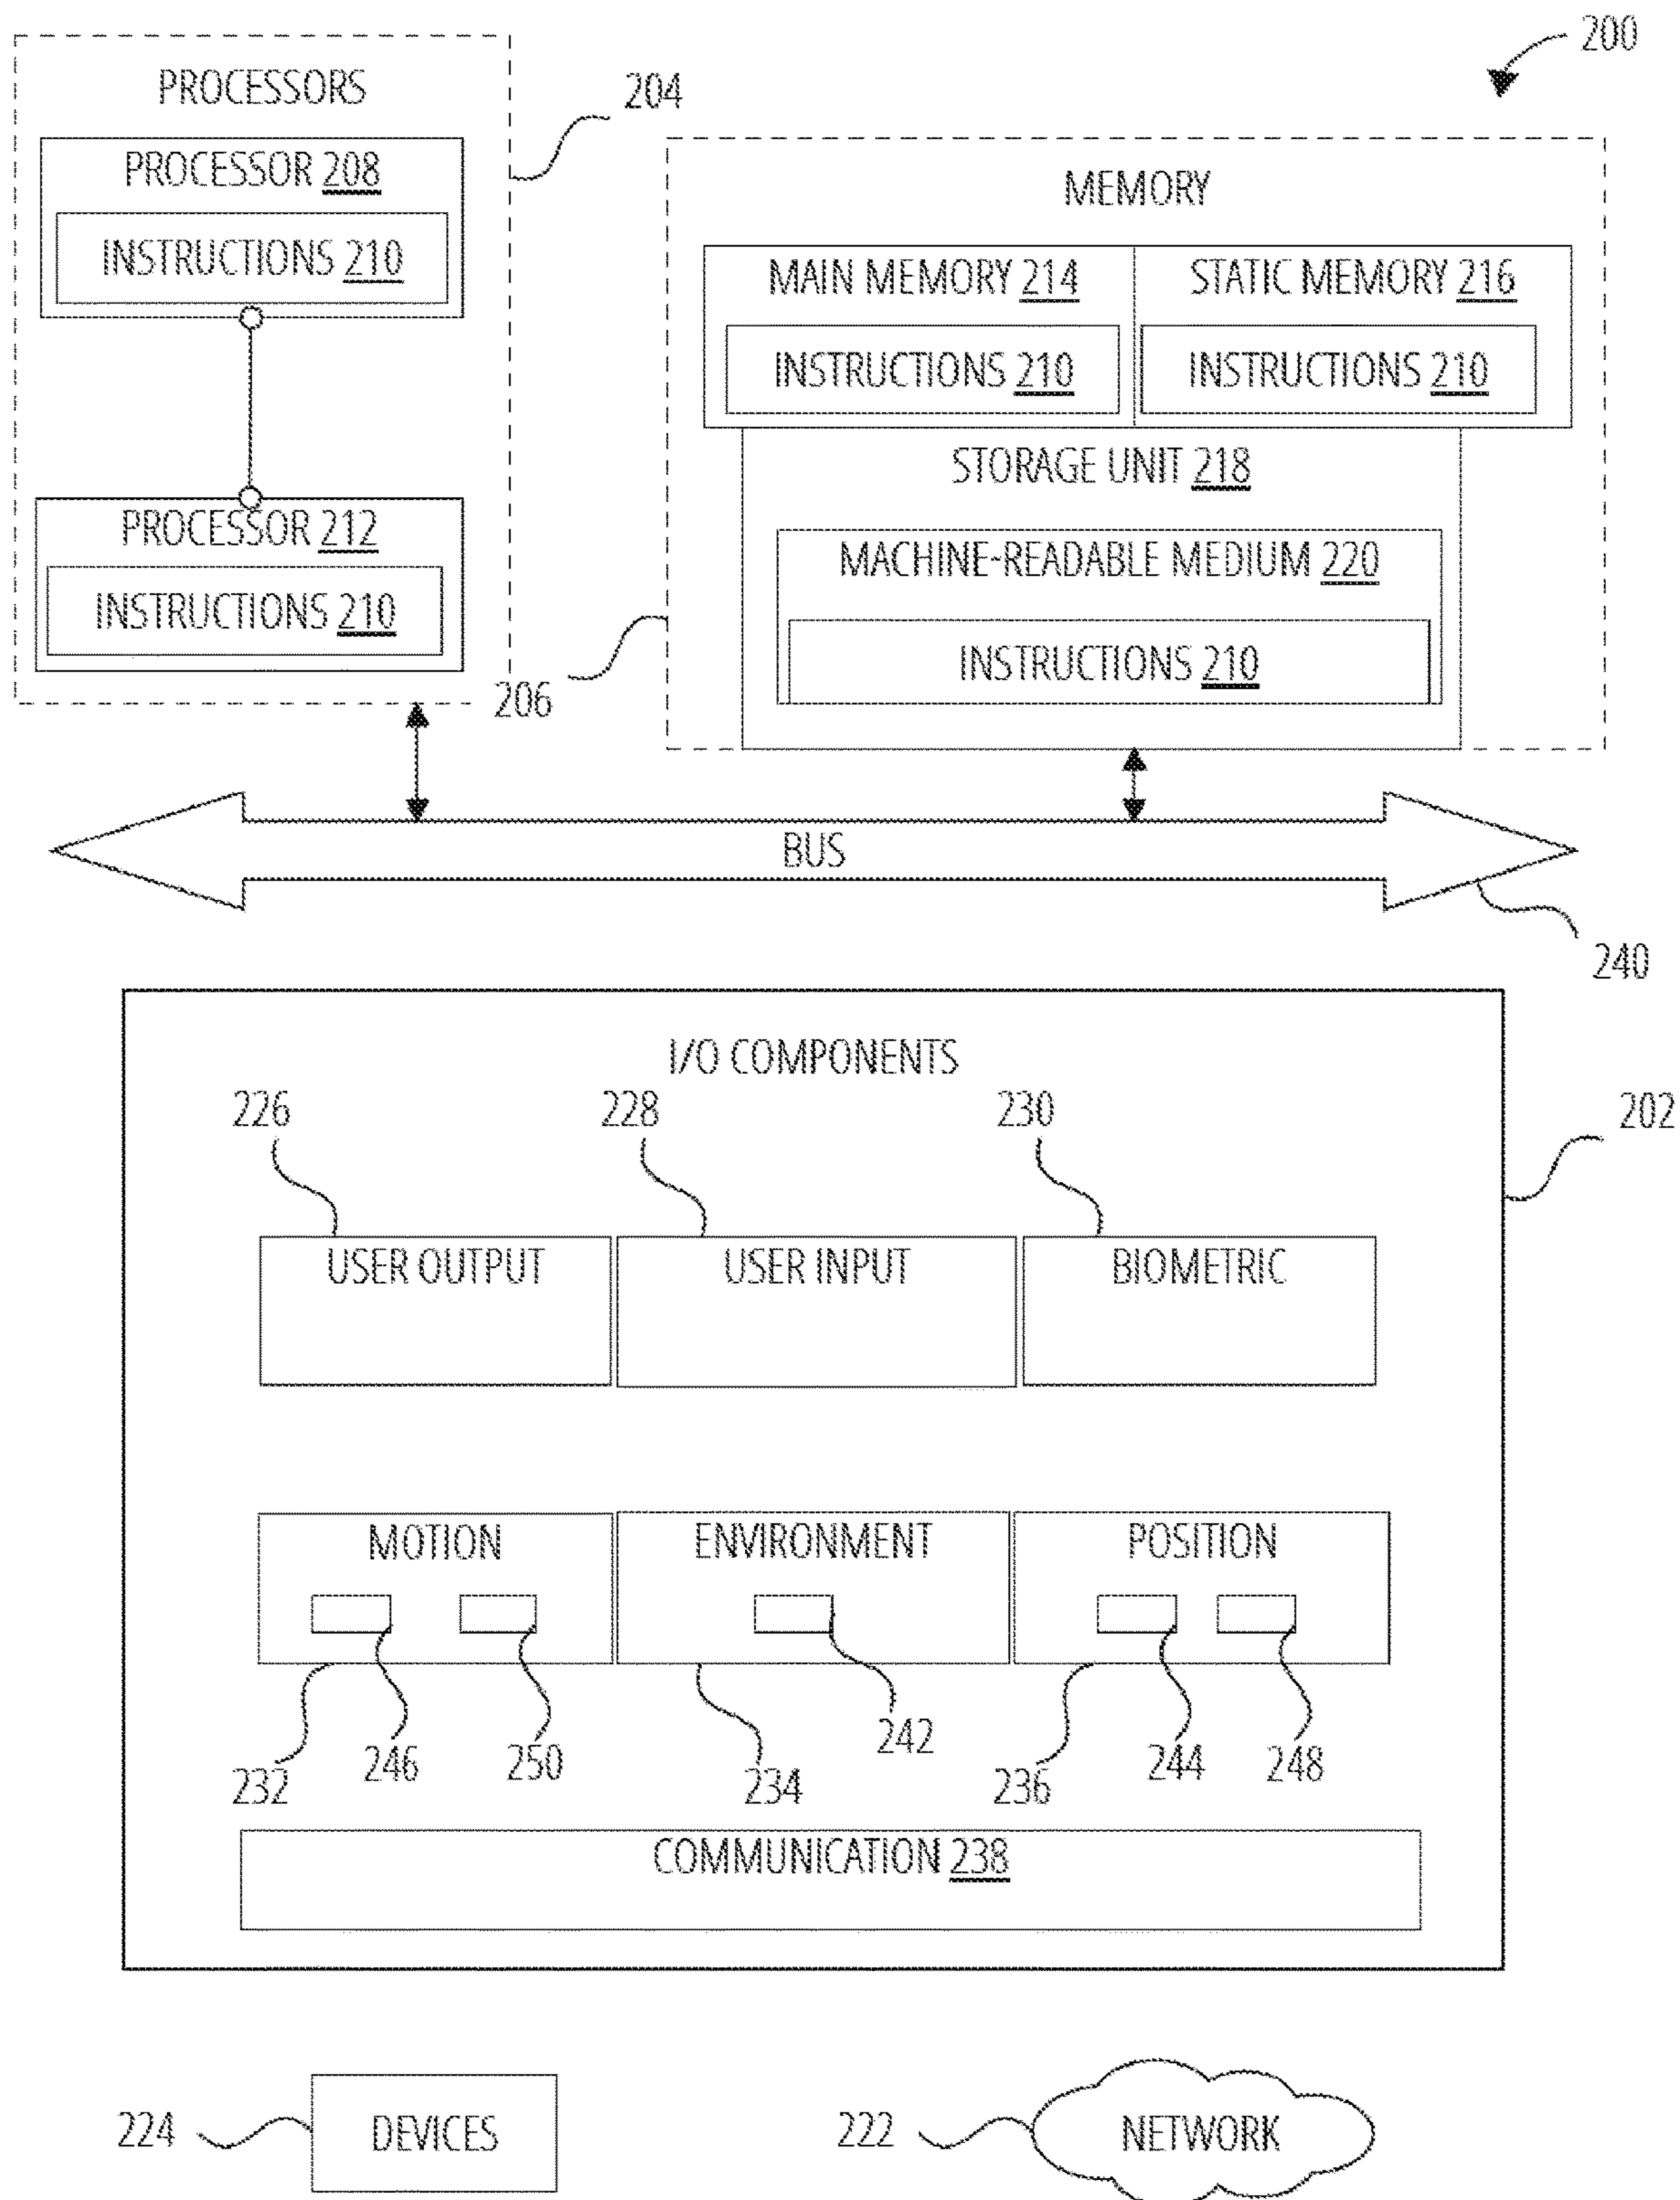 200
PROCESSORS
204
PROCESSOR 208
INSTRUCTIONS 210
PROCESSOR 212
INSTRUCTIONS 210
MEMORY
MAIN MEMORY 214
STATIC MEMORY 216
INSTRUCTIONS 210
INSTRUCTIONS 210
STORAGE UNIT 218
MACHINE-READABLE MEDIUM 220
INSTRUCTIONS 210
206
BUS
240
I/O COMPONENTS
202
226
228
230
USER OUTPUT
USER INPUT
BIOMETRIC
MOTION
ENVIRONMENT
POSITION
232
246
250
234
242
236
244
248
COMMUNICATION 238
224
DEVICES
222
NETWORK